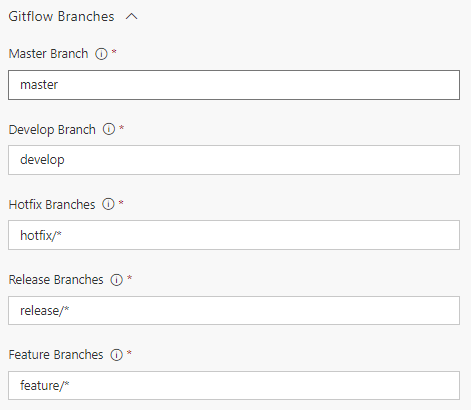 Gitflow Branches
Master Branch *
master
Develop Branch *
develop
Hotfix Branches *
hotfix/*
Release Branches *
release/*
Feature Branches *
feature/*